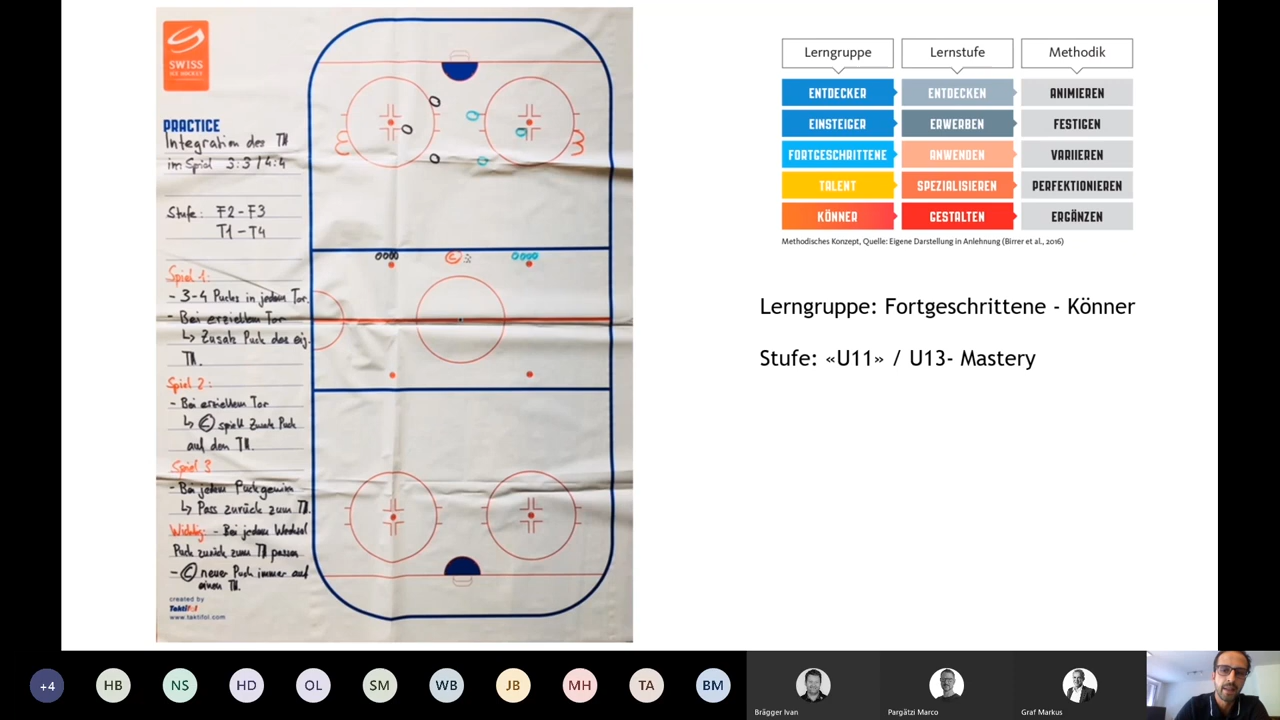 SWISS
ICE HOCKEY
PRACTICE
Integration des TH
im Spiel 3:3 / 4:4
Stufe: F2 - F3
T1 - T4
Spiel 1:
- 3-4 Pucks in jedem Tor.
- Bei erzieltem Tor
↳ Zusatz Puck des eig.
TH.
Spiel 2:
- Bei erzieltem Tor
↳ C spielt Zusatz Puck
auf den TH.
Spiel 3
- Bei jedem Puckgewinn
↳ Pass zurück zum TH.
Wichtig: - Bei jedem Wechsel
Puck zurück zum TH passen
- C neuer Puck immer auf
einen TH.
created by
Taktifol
www.taktifol.com
C
Lerngruppe Lernstufe Methodik
ENTDECKER ENTDECKEN ANIMIEREN
EINSTEIGER ERWERBEN FESTIGEN
FORTGESCHRITTENE ANWENDEN VARIIEREN
TALENT SPEZIALISIEREN PERFEKTIONIEREN
KÖNNER GESTALTEN ERGÄNZEN
Methodisches Konzept, Quelle: Eigene Darstellung in Anlehnung (Birrer et al., 2016)
Lerngruppe: Fortgeschrittene - Könner
Stufe: «U11» / U13- Mastery
+4 HB NS HD OL SM WB JB MH TA BM
Brägger Ivan Pargätzi Marco Graf Markus